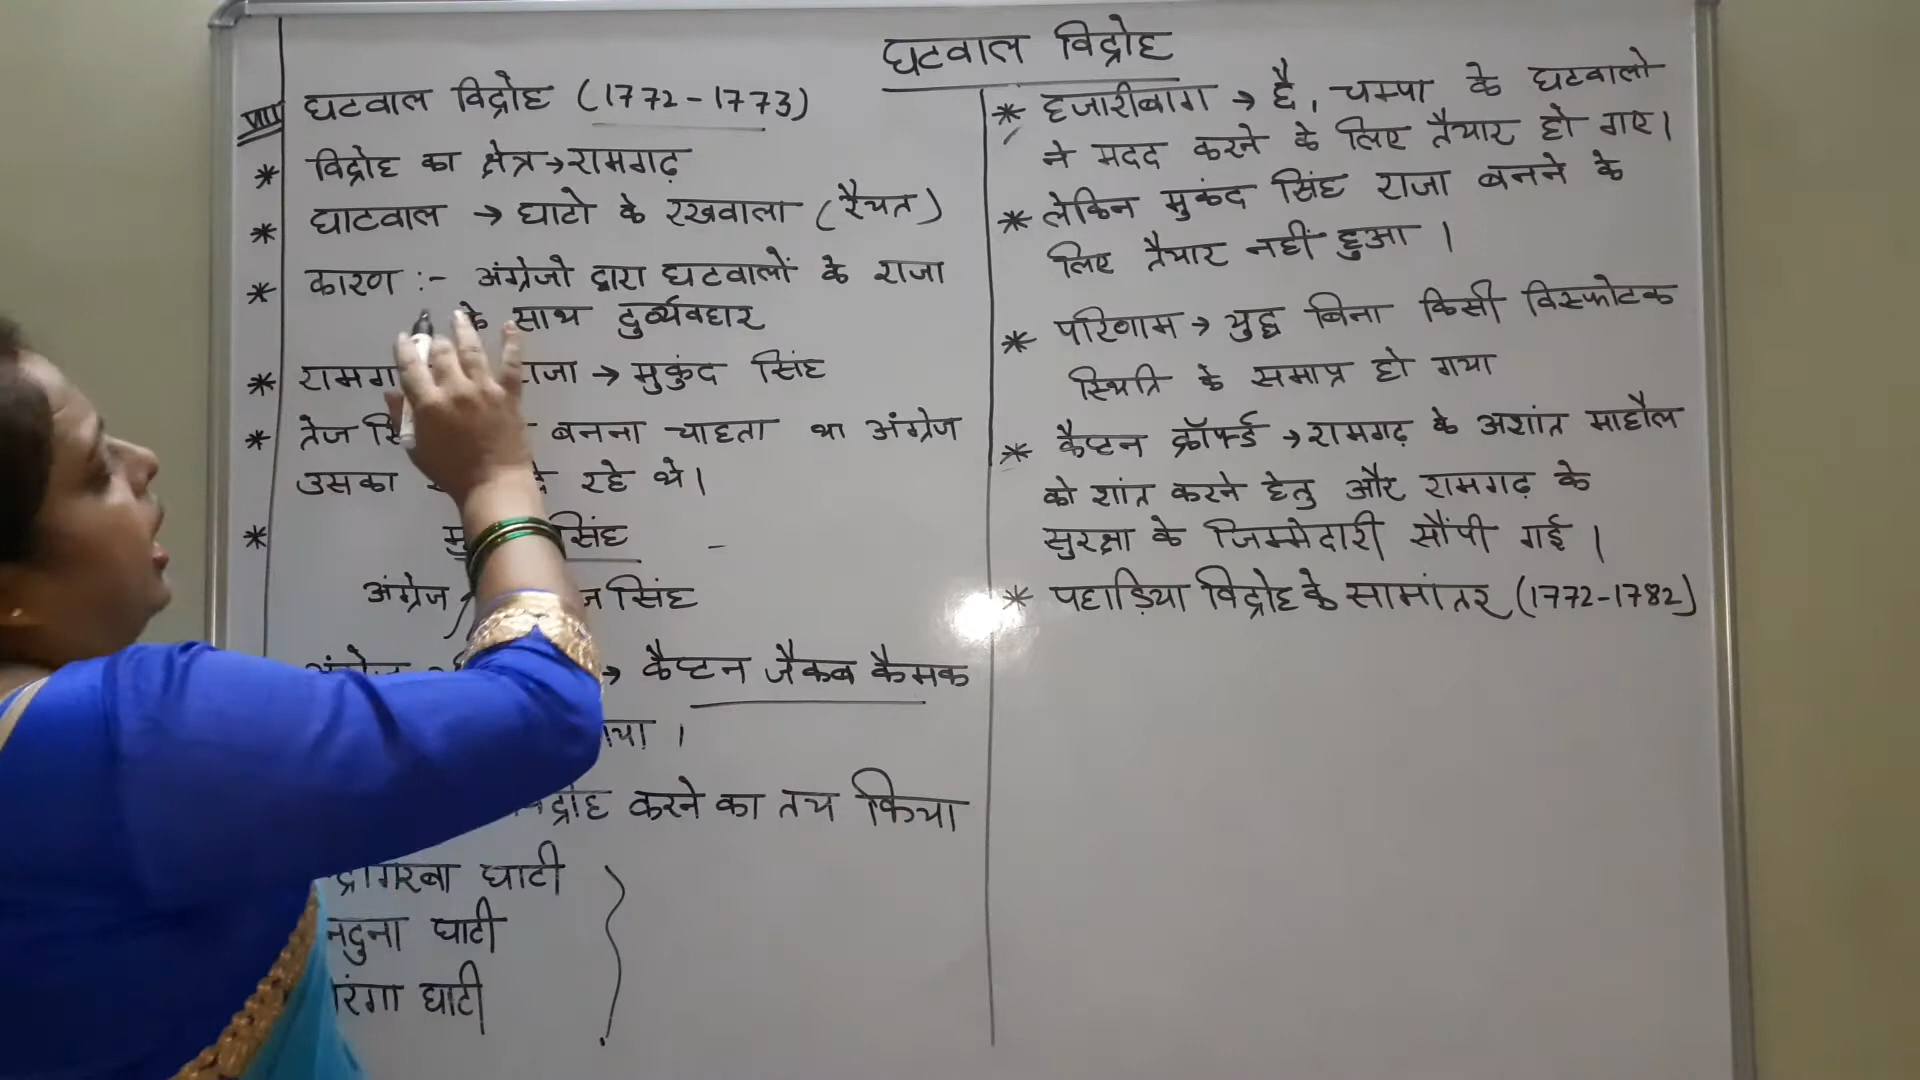 घटवाल विद्रोह
VIII घटवाल विद्रोह (1772-1773)
* विद्रोह का क्षेत्र → रामगढ़
* घाटवाल → घाटो के रखवाला (रैयत)
* कारण :- अंग्रेजो द्वारा घटवालों के राजा
के साथ दुर्व्यवहार
* रामग राजा → मुकुंद सिंह
* तेज बनना चाहता था अंग्रेज
उसका रहे थे।
* सिंह -
अंग्रेज सिंह
→ कैप्टन जैकब कैमक
गया ।
विद्रोह करने का तय किया
घाटी
घाटी
घाटी
* हजारीबाग → है, चम्पा के घटवालो
ने मदद करने के लिए तैयार हो गए।
* लेकिन मुकंद सिंह राजा बनने के
लिए तैयार नहीं हुआ ।
* परिणाम → युद्ध बिना किसी विस्फोटक
स्थिति के समाप्त हो गया
* कैप्टन क्रॉफर्ड → रामगढ़ के अशांत माहौल
को शांत करने हेतु और रामगढ़ के
सुरक्षा के जिम्मेदारी सौंपी गई ।
* पहाड़िया विद्रोह के सामांतर (1772-1782)